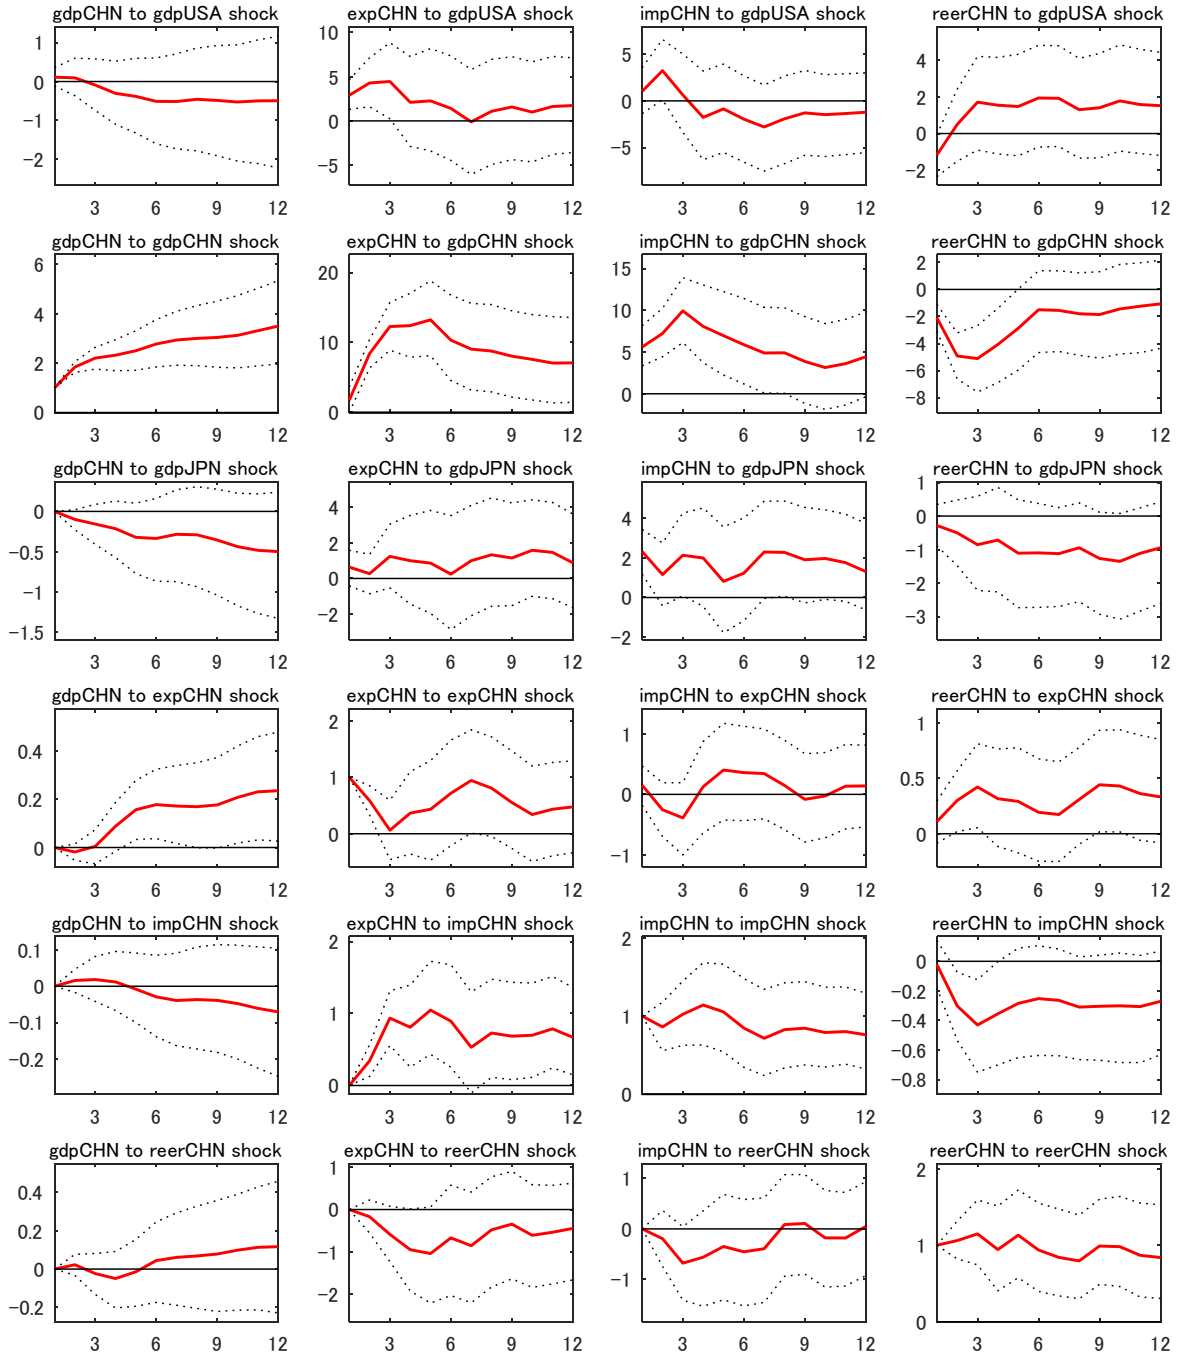 gdpCHN to gdpUSA shock expCHN to gdpUSA shock impCHN to gdpUSA shock reerCHN to gdpUSA shock
1 10 5 4
0 5 0 2
−1 0 −5 0
−2 −5 −2
3 6 9 12 3 6 9 12 3 6 9 12 3 6 9 12
gdpCHN to gdpCHN shock expCHN to gdpCHN shock impCHN to gdpCHN shock reerCHN to gdpCHN shock
6 20 15 2
4 10 10 0
2 0 5 −2
0 0 −4
−6
−8
3 6 9 12 3 6 9 12 3 6 9 12 3 6 9 12
gdpCHN to gdpJPN shock expCHN to gdpJPN shock impCHN to gdpJPN shock reerCHN to gdpJPN shock
0 4 4 1
−0.5 2 2 0
−1 0 0 −1
−1.5 −2 −2 −2
−3
3 6 9 12 3 6 9 12 3 6 9 12 3 6 9 12
gdpCHN to expCHN shock expCHN to expCHN shock impCHN to expCHN shock reerCHN to expCHN shock
0.4 2 1 1
0.2 1 0 0.5
0 0 −1 0
3 6 9 12 3 6 9 12 3 6 9 12 3 6 9 12
gdpCHN to impCHN shock expCHN to impCHN shock impCHN to impCHN shock reerCHN to impCHN shock
0.1 2 2 0
0 1 1 −0.2
−0.1 0 0 −0.4
−0.2 −0.6
−0.8
3 6 9 12 3 6 9 12 3 6 9 12 3 6 9 12
gdpCHN to reerCHN shock expCHN to reerCHN shock impCHN to reerCHN shock reerCHN to reerCHN shock
0.4 1 1 2
0.2 0 0 1
0 −1 −1 0
−0.2 −2
3 6 9 12 3 6 9 12 3 6 9 12 3 6 9 12